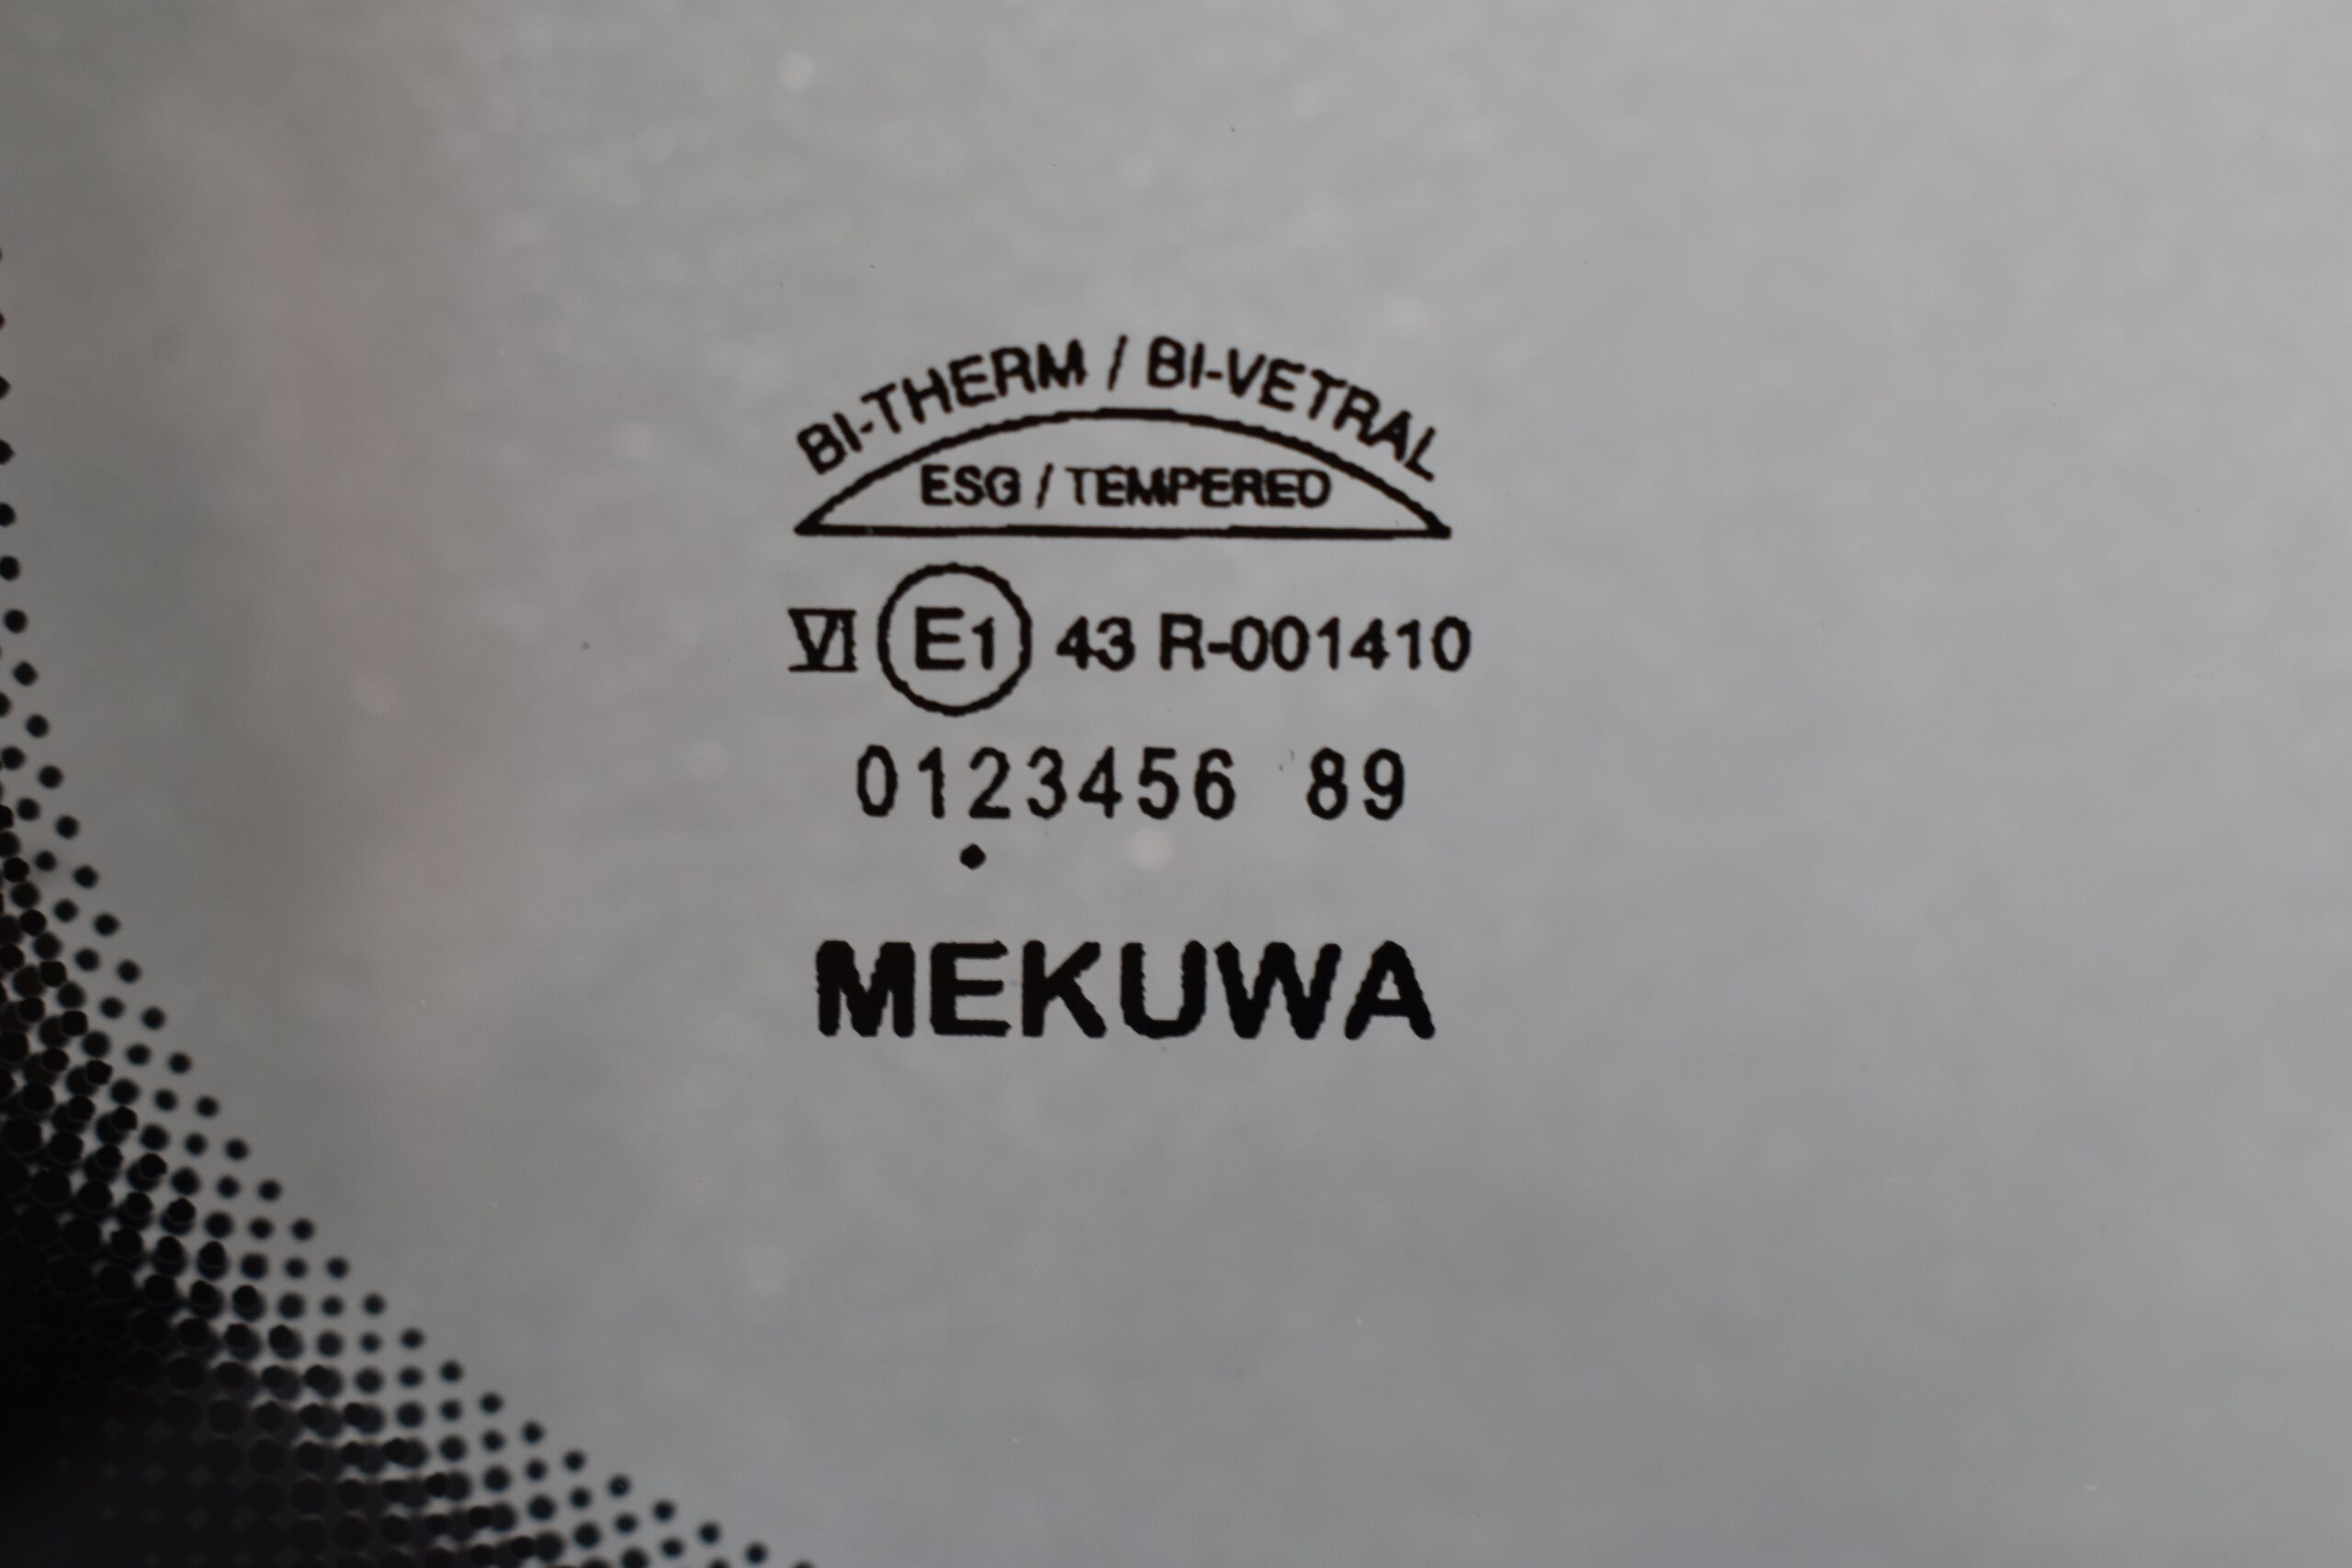 BI-THERM / BI-VETRAL
ESG / TEMPERED
VI E1 43 R-001410
0123456 89
MEKUWA